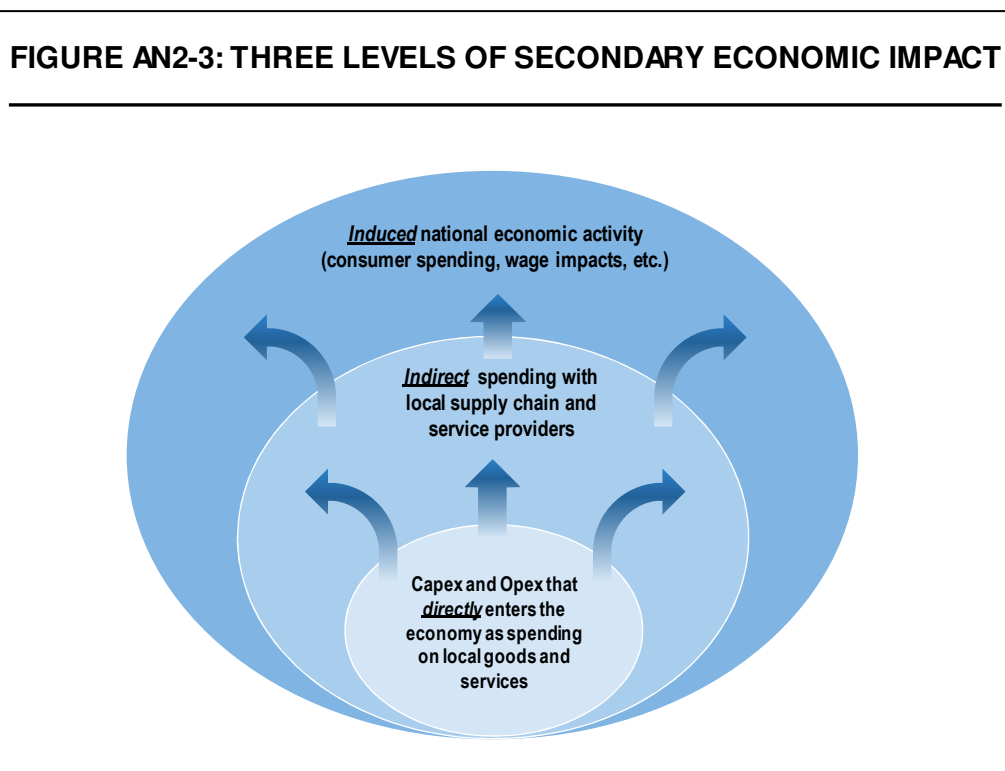 FIGURE AN2-3: THREE LEVELS OF SECONDARY ECONOMIC IMPACT
Induced national economic activity
(consumer spending, wage impacts, etc.)
Indirect spending with
local supply chain and
service providers
Capex and Opex that
directly enters the
economy as spending
on local goods and
services